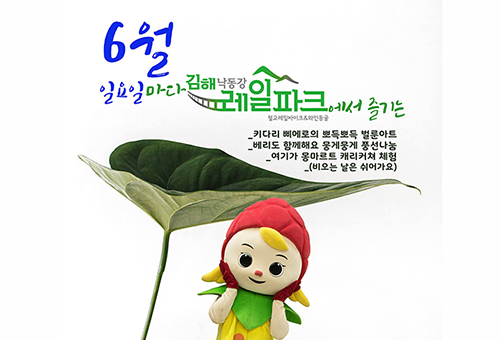 6월
일요일마다 김해낙동강
레일파크에서 즐기는
철교레일바이크&와인동굴
_키다리 삐에로의 뽀득뽀득 벌룬아트
_베리도 함께해요 뭉게뭉게 풍선나눔
_여기가 몽마르트 캐리커쳐 체험
_(비오는 날은 쉬어가요)